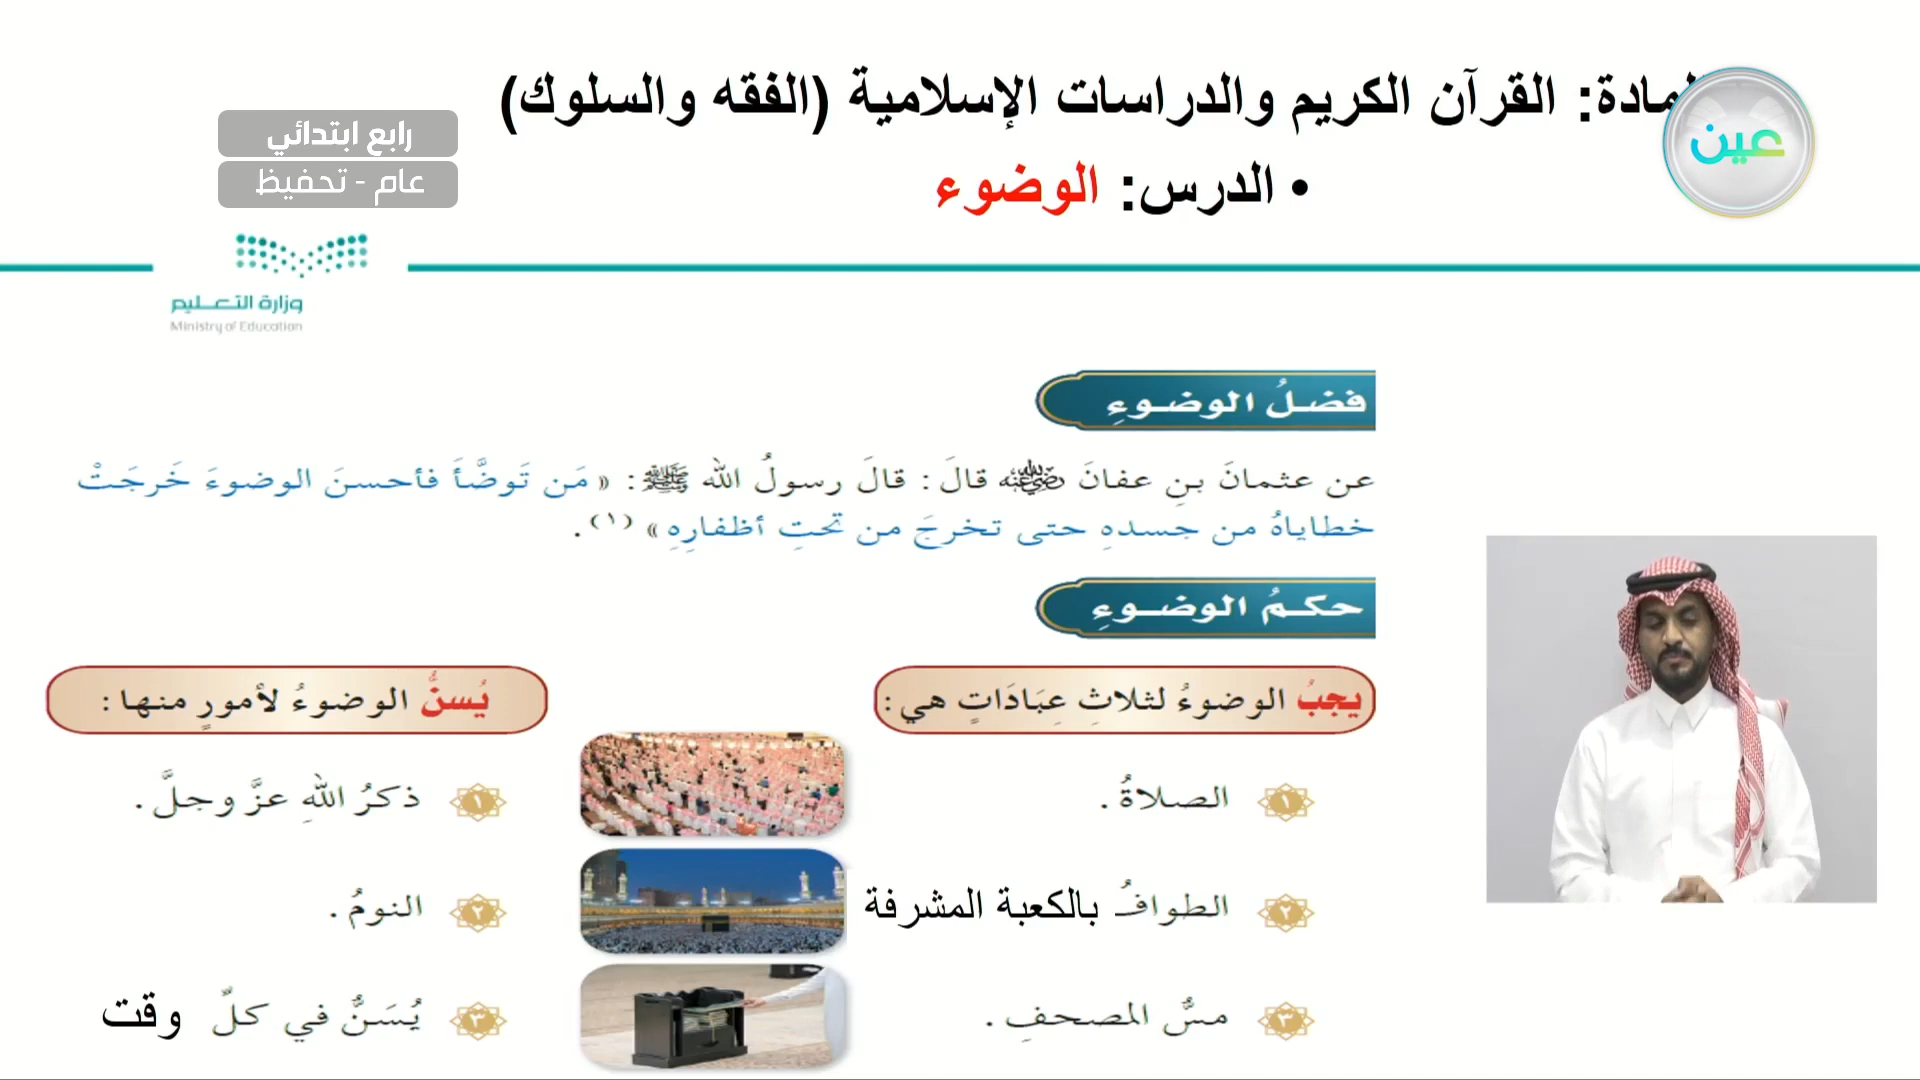 المادة: القرآن الكريم والدراسات الإسلامية (الفقه والسلوك)
عين
رابع ابتدائي
عام - تحفيظ
• الدرس: الوضوء
وزارة التعليم
Ministry of Education
فضلُ الوضوءِ
عن عثمانَ بنِ عفانَ رضي الله عنه قالَ: قالَ رسولُ الله ﷺ: «مَن تَوضَّأَ فأحسنَ الوضوءَ خَرجَتْ
خطاياهُ من جسدهِ حتى تخرجَ من تحتِ أظفارِهِ» (١).
حكمُ الوضوءِ
يجبُ الوضوءُ لثلاثِ عِبَادَاتٍ هي:
١ الصلاةُ.
٢ الطوافُ بالكعبة المشرفة
٣ مسُّ المصحفِ.
يُسنُّ الوضوءُ لأمورٍ منها:
١ ذكرُ اللهِ عزَّ وجلَّ.
٢ النومُ.
٣ يُسَنُّ في كلِّ وقت